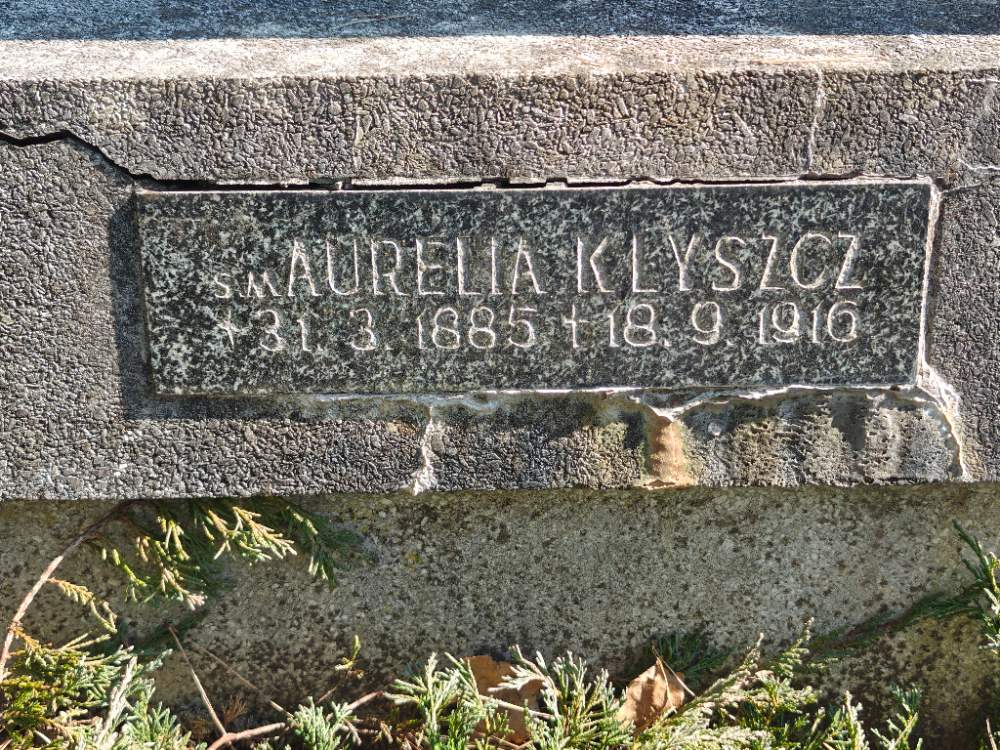 S.M AURELIA KLYSZCZ
* 31. 3. 1885 † 18. 9. 1916